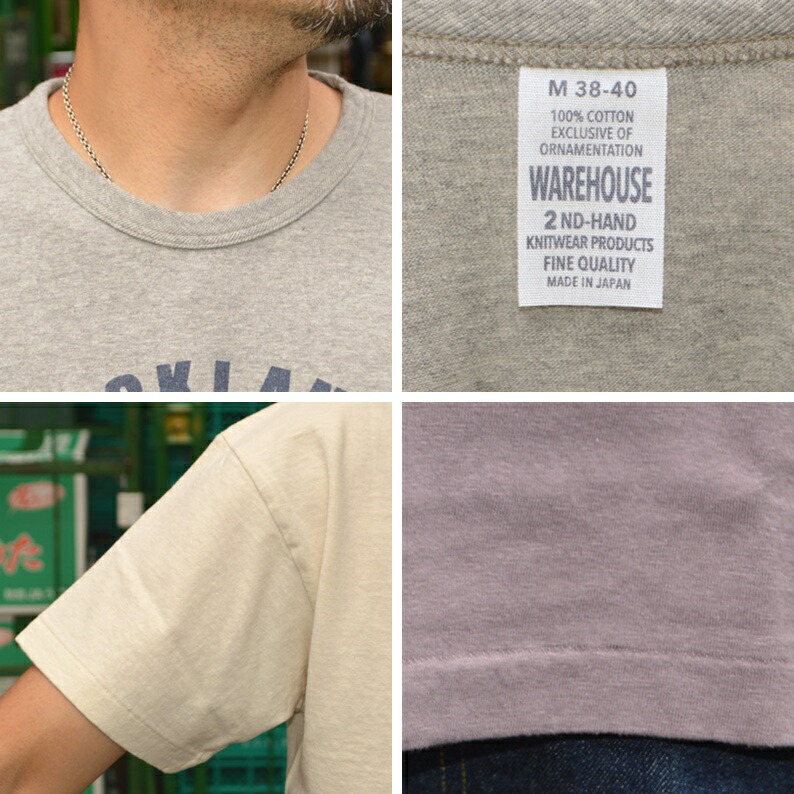 M 38-40
100% COTTON
EXCLUSIVE OF
ORNAMENTATION
WAREHOUSE
2ND-HAND
KNITWEAR PRODUCTS
FINE QUALITY
MADE IN JAPAN